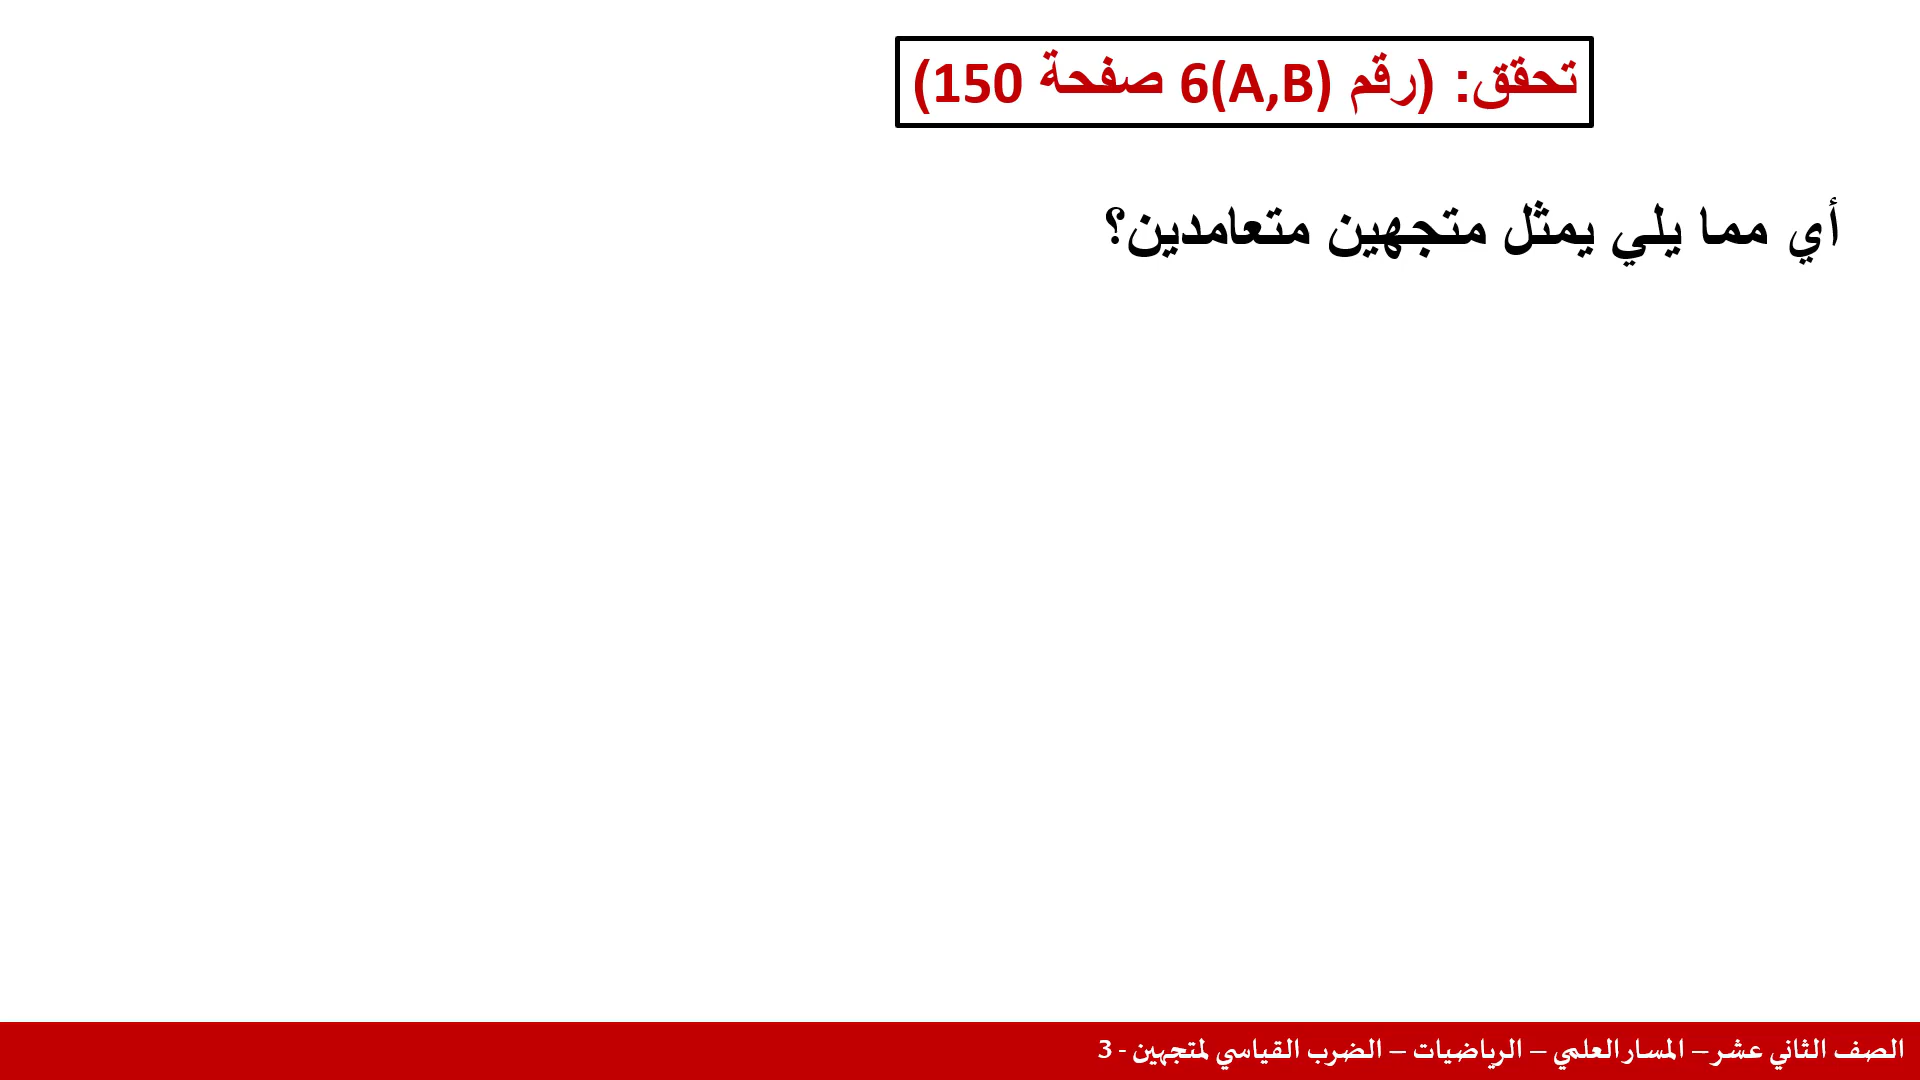 تحقق: (رقم 6(A,B) صفحة 150)
أي مما يلي يمثل متجهين متعامدين؟
الصف الثاني عشر – المسار العلمي – الرياضيات – الضرب القياسي لمتجهين - 3